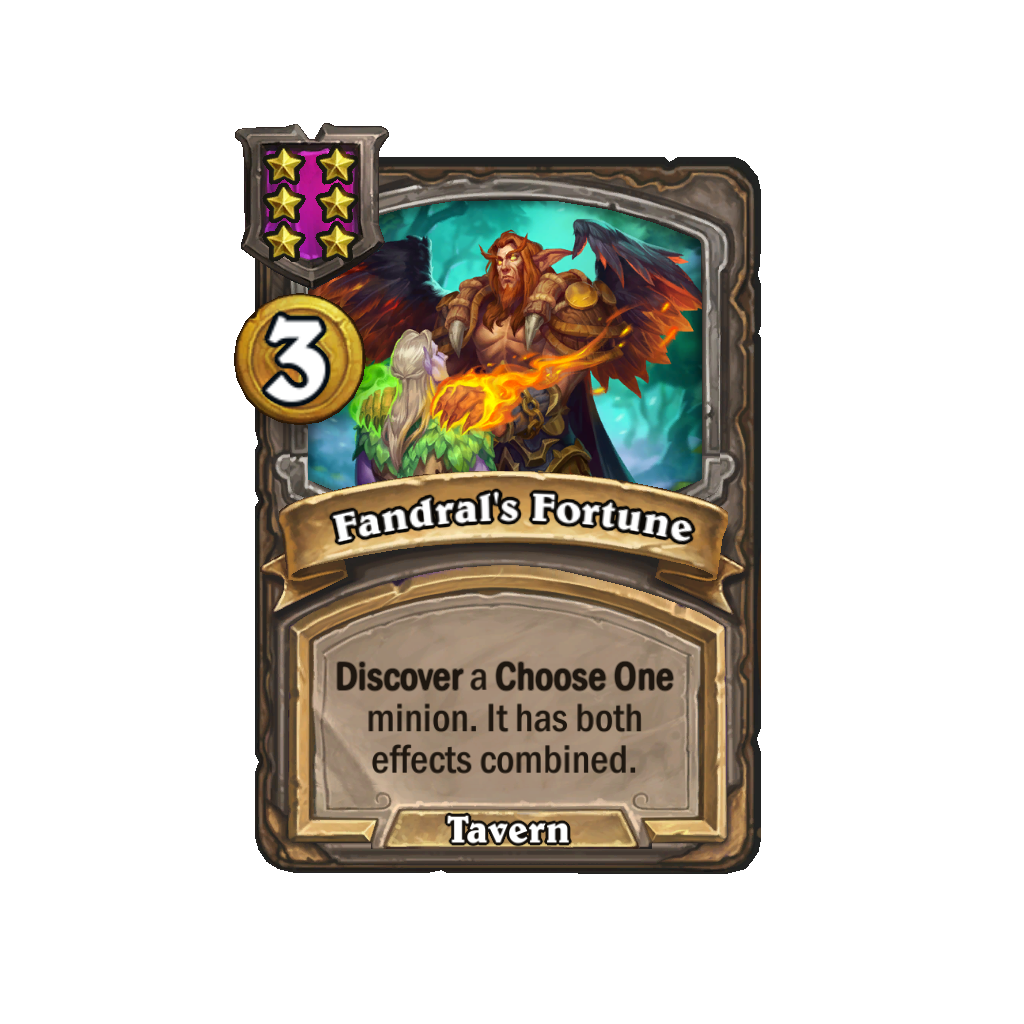 3
Fandral's Fortune
Discover a Choose One
minion. It has both
effects combined.
Tavern